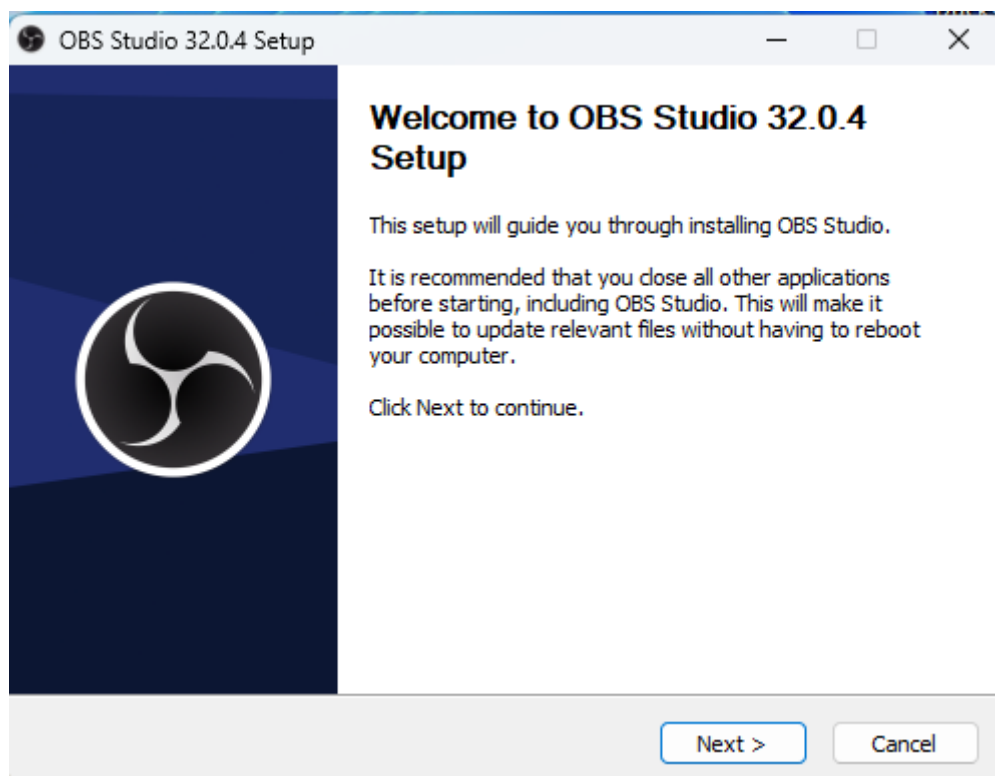 OBS Studio 32.0.4 Setup
Welcome to OBS Studio 32.0.4
Setup
This setup will guide you through installing OBS Studio.
It is recommended that you close all other applications
before starting, including OBS Studio. This will make it
possible to update relevant files without having to reboot
your computer.
Click Next to continue.
Next >
Cancel